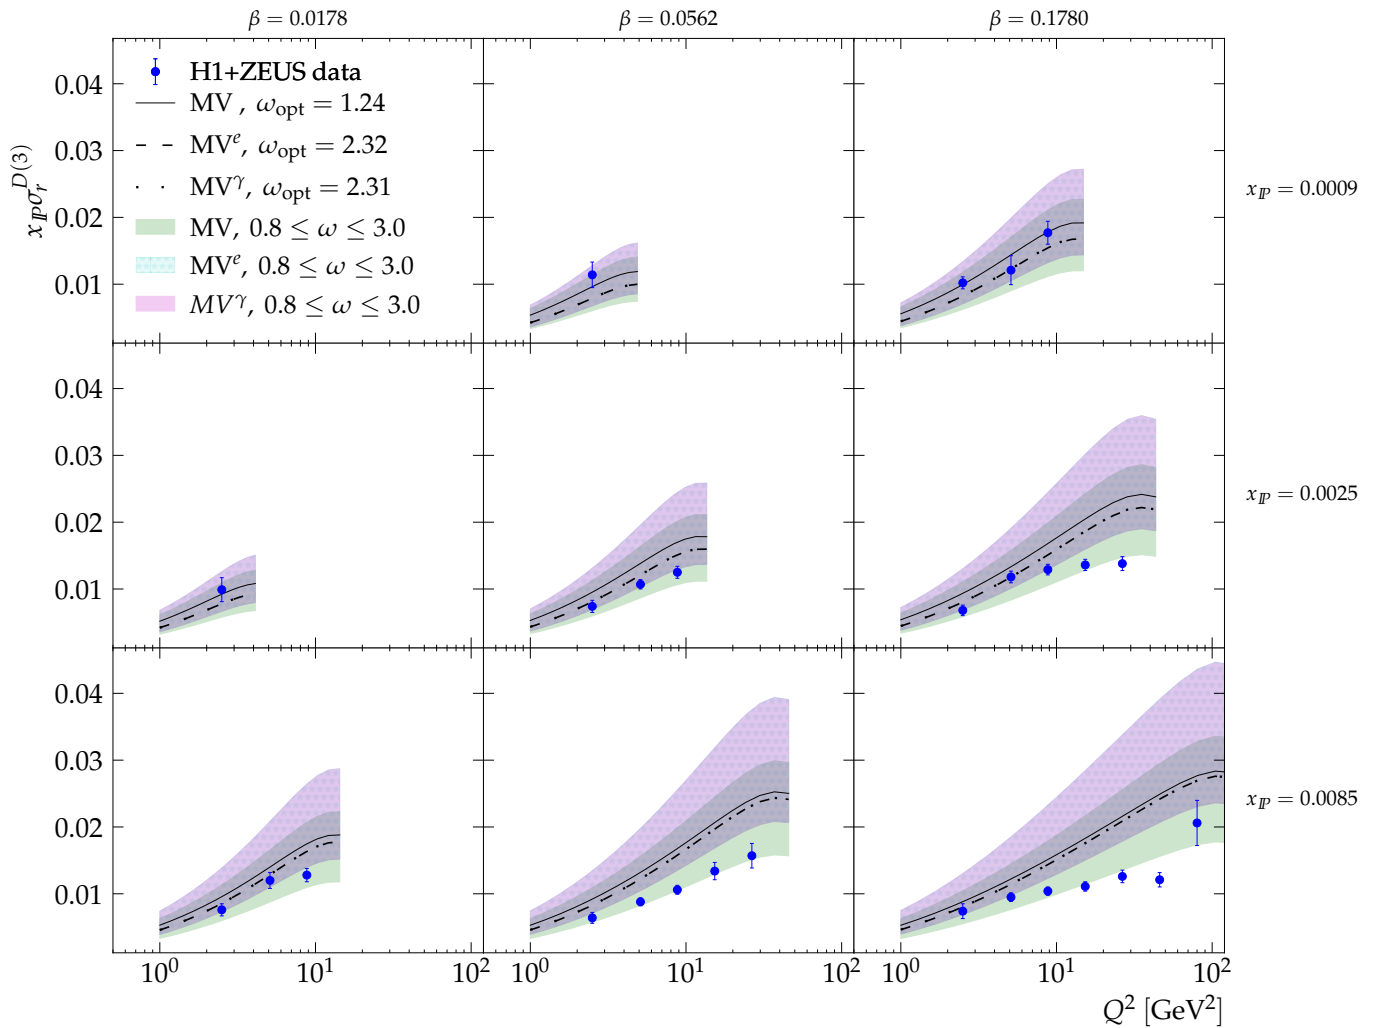 β = 0.0178 β = 0.0562 β = 0.1780
H1+ZEUS data
MV , ω_opt = 1.24
MV^e, ω_opt = 2.32
MV^γ, ω_opt = 2.31
MV, 0.8 ≤ ω ≤ 3.0
MV^e, 0.8 ≤ ω ≤ 3.0
MV^γ, 0.8 ≤ ω ≤ 3.0
x_ℙ σ_r^D(3)
0.04
0.03
0.02
0.01
x_ℙ = 0.0009
0.04
0.03
0.02
0.01
x_ℙ = 0.0025
0.04
0.03
0.02
0.01
x_ℙ = 0.0085
10^0 10^1 10^2 10^0 10^1 10^2 10^0 10^1 10^2
Q^2 [GeV^2]